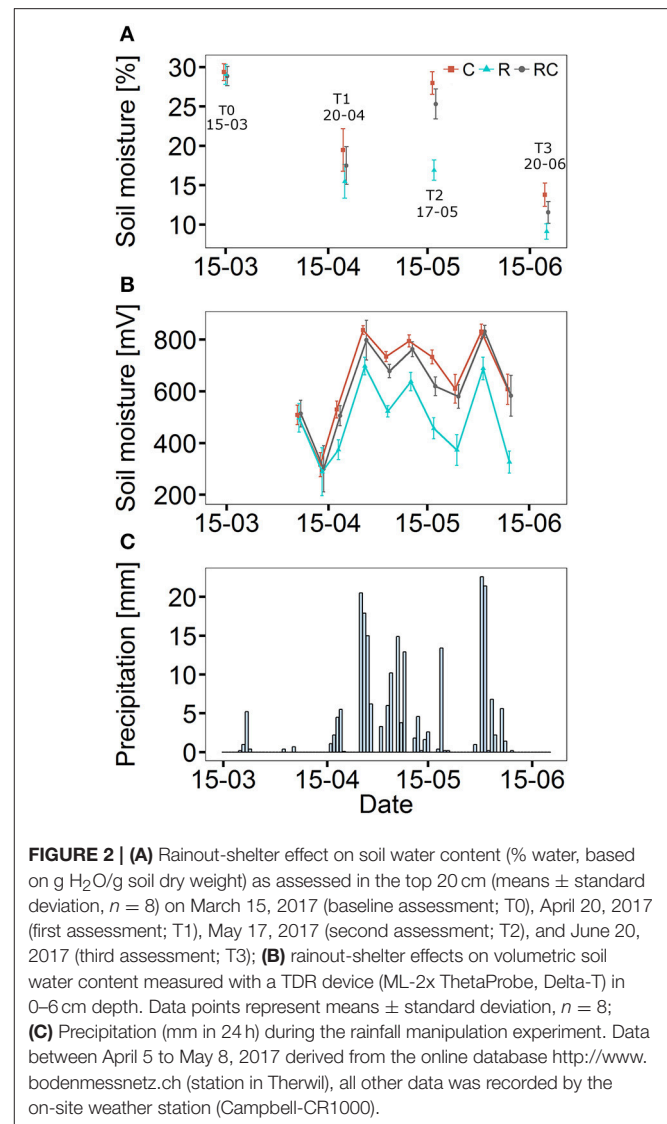 A
Soil moisture [%]
30
25
20
15
10
C R RC
T0
15-03
T1
20-04
T2
17-05
T3
20-06
15-03 15-04 15-05 15-06
B
Soil moisture [mV]
800
600
400
200
15-03 15-04 15-05 15-06
C
Precipitation [mm]
20
15
10
5
0
15-03 15-04 15-05 15-06
Date
FIGURE 2 | (A) Rainout-shelter effect on soil water content (% water, based
on g H₂O/g soil dry weight) as assessed in the top 20 cm (means ± standard
deviation, n = 8) on March 15, 2017 (baseline assessment; T0), April 20, 2017
(first assessment; T1), May 17, 2017 (second assessment; T2), and June 20,
2017 (third assessment; T3); (B) rainout-shelter effects on volumetric soil
water content measured with a TDR device (ML-2x ThetaProbe, Delta-T) in
0–6 cm depth. Data points represent means ± standard deviation, n = 8;
(C) Precipitation (mm in 24 h) during the rainfall manipulation experiment. Data
between April 5 to May 8, 2017 derived from the online database http://www.
bodenmessnetz.ch (station in Therwil), all other data was recorded by the
on-site weather station (Campbell-CR1000).